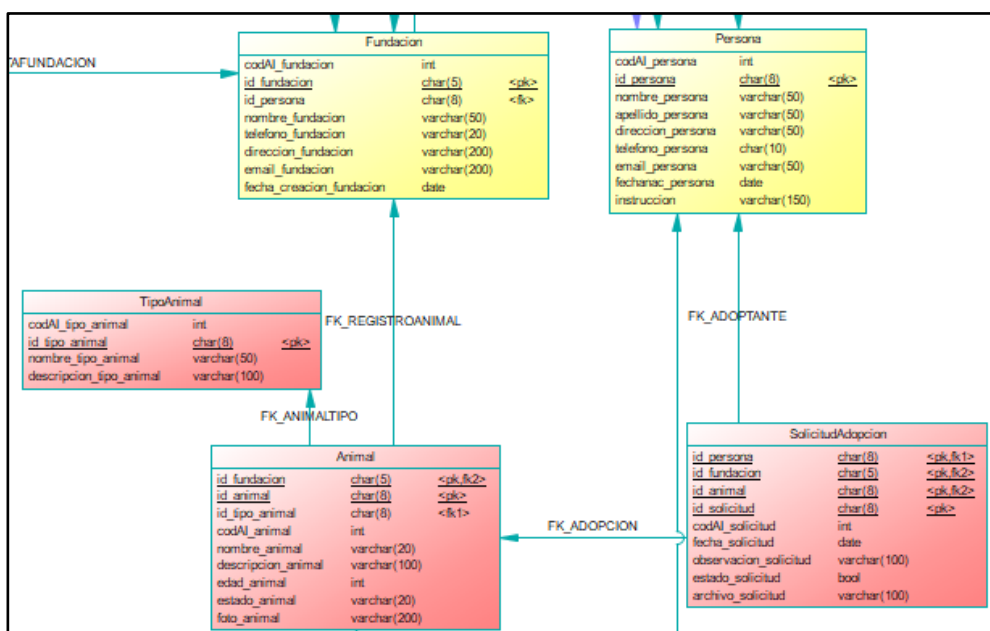 TAFUNDACION
Fundacion
codAI_fundacion int
id_fundacion char(5) <pk>
id_persona char(8) <fk>
nombre_fundacion varchar(50)
telefono_fundacion varchar(20)
direccion_fundacion varchar(200)
email_fundacion varchar(200)
fecha_creacion_fundacion date
Persona
codAI_persona int
id_persona char(8) <pk>
nombre_persona varchar(50)
apellido_persona varchar(50)
direccion_persona varchar(50)
telefono_persona char(10)
email_persona varchar(50)
fechanac_persona date
instruccion varchar(150)
TipoAnimal
codAI_tipo_animal int
id_tipo_animal char(8) <pk>
nombre_tipo_animal varchar(50)
descripcion_tipo_animal varchar(100)
FK_REGISTROANIMAL
FK_ADOPTANTE
FK_ANIMALTIPO
Animal
id_fundacion char(5) <pk,fk2>
id_animal char(8) <pk>
id_tipo_animal char(8) <fk1>
codAI_animal int
nombre_animal varchar(20)
descripcion_animal varchar(100)
edad_animal int
estado_animal varchar(20)
foto_animal varchar(200)
FK_ADOPCION
SolicitudAdopcion
id_persona char(8) <pk,fk1>
id_fundacion char(5) <pk,fk2>
id_animal char(8) <pk,fk2>
id_solicitud char(8) <pk>
codAI_solicitud int
fecha_solicitud date
observacion_solicitud varchar(100)
estado_solicitud bool
archivo_solicitud varchar(100)